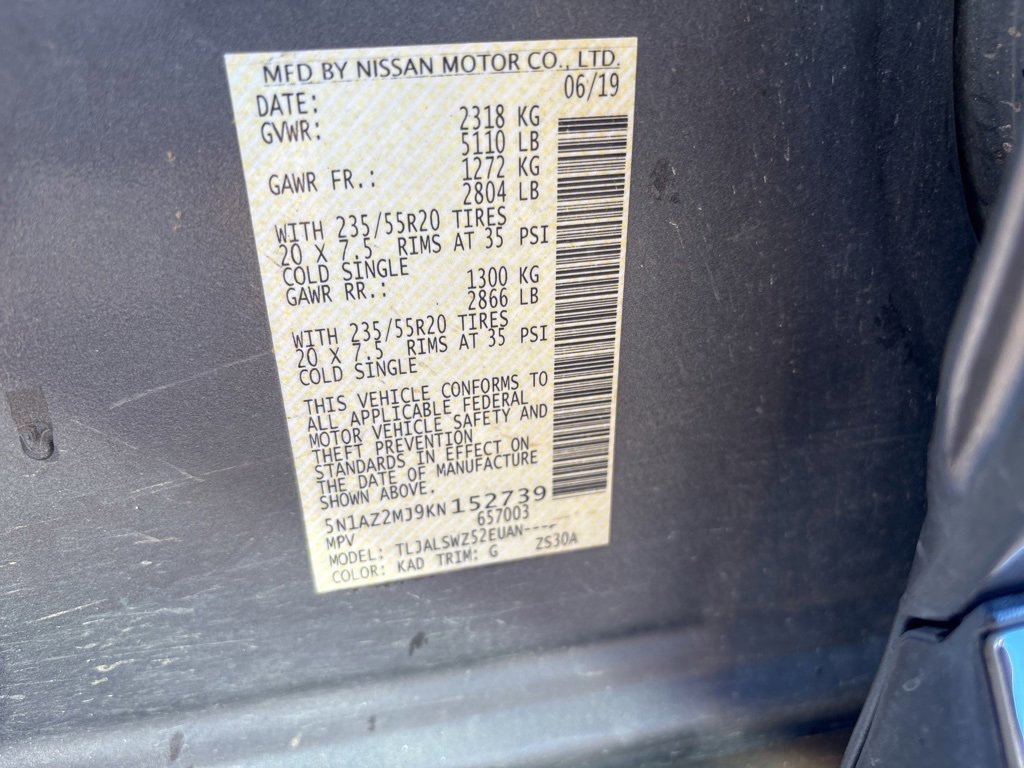 MFD BY NISSAN MOTOR CO., LTD.
DATE: 06/19
GVWR: 2318 KG
5110 LB
GAWR FR.: 1272 KG
2804 LB
WITH 235/55R20 TIRES
20 X 7.5 RIMS AT 35 PSI
COLD SINGLE
GAWR RR.: 1300 KG
2866 LB
WITH 235/55R20 TIRES
20 X 7.5 RIMS AT 35 PSI
COLD SINGLE
THIS VEHICLE CONFORMS TO
ALL APPLICABLE FEDERAL
MOTOR VEHICLE SAFETY AND
THEFT PREVENTION
STANDARDS IN EFFECT ON
THE DATE OF MANUFACTURE
SHOWN ABOVE.
5N1AZ2MJ9KN152739
MPV 657003
MODEL: TLJALSWZ52EUAN----
COLOR: KAD TRIM: G ZS30A